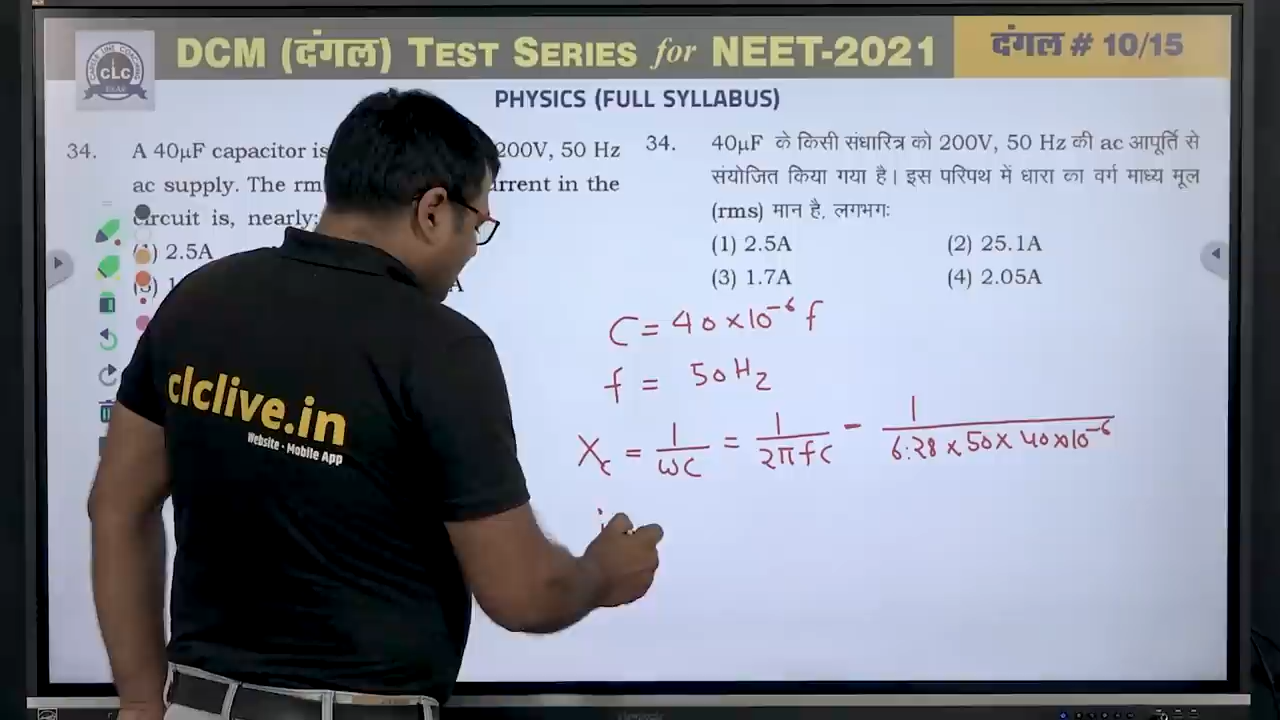 DCM (दंगल) TEST SERIES for NEET-2021
दंगल # 10/15
CLC
PHYSICS (FULL SYLLABUS)
34. A 40μF capacitor is 200V, 50 Hz
ac supply. The rm urrent in the
circuit is, nearly:
(1) 2.5A
34. 40μF के किसी संधारित्र को 200V, 50 Hz की ac आपूर्ति से
संयोजित किया गया है। इस परिपथ में धारा का वर्ग माध्य मूल
(rms) मान है, लगभगः
(1) 2.5A (2) 25.1A
(3) 1.7A (4) 2.05A
C = 40×10⁻⁶ f
f = 50Hz
Xc = 1/ωC = 1/2πfC - 1/6.28×50×40×10⁻⁶
i
clclive.in
Website • Mobile App